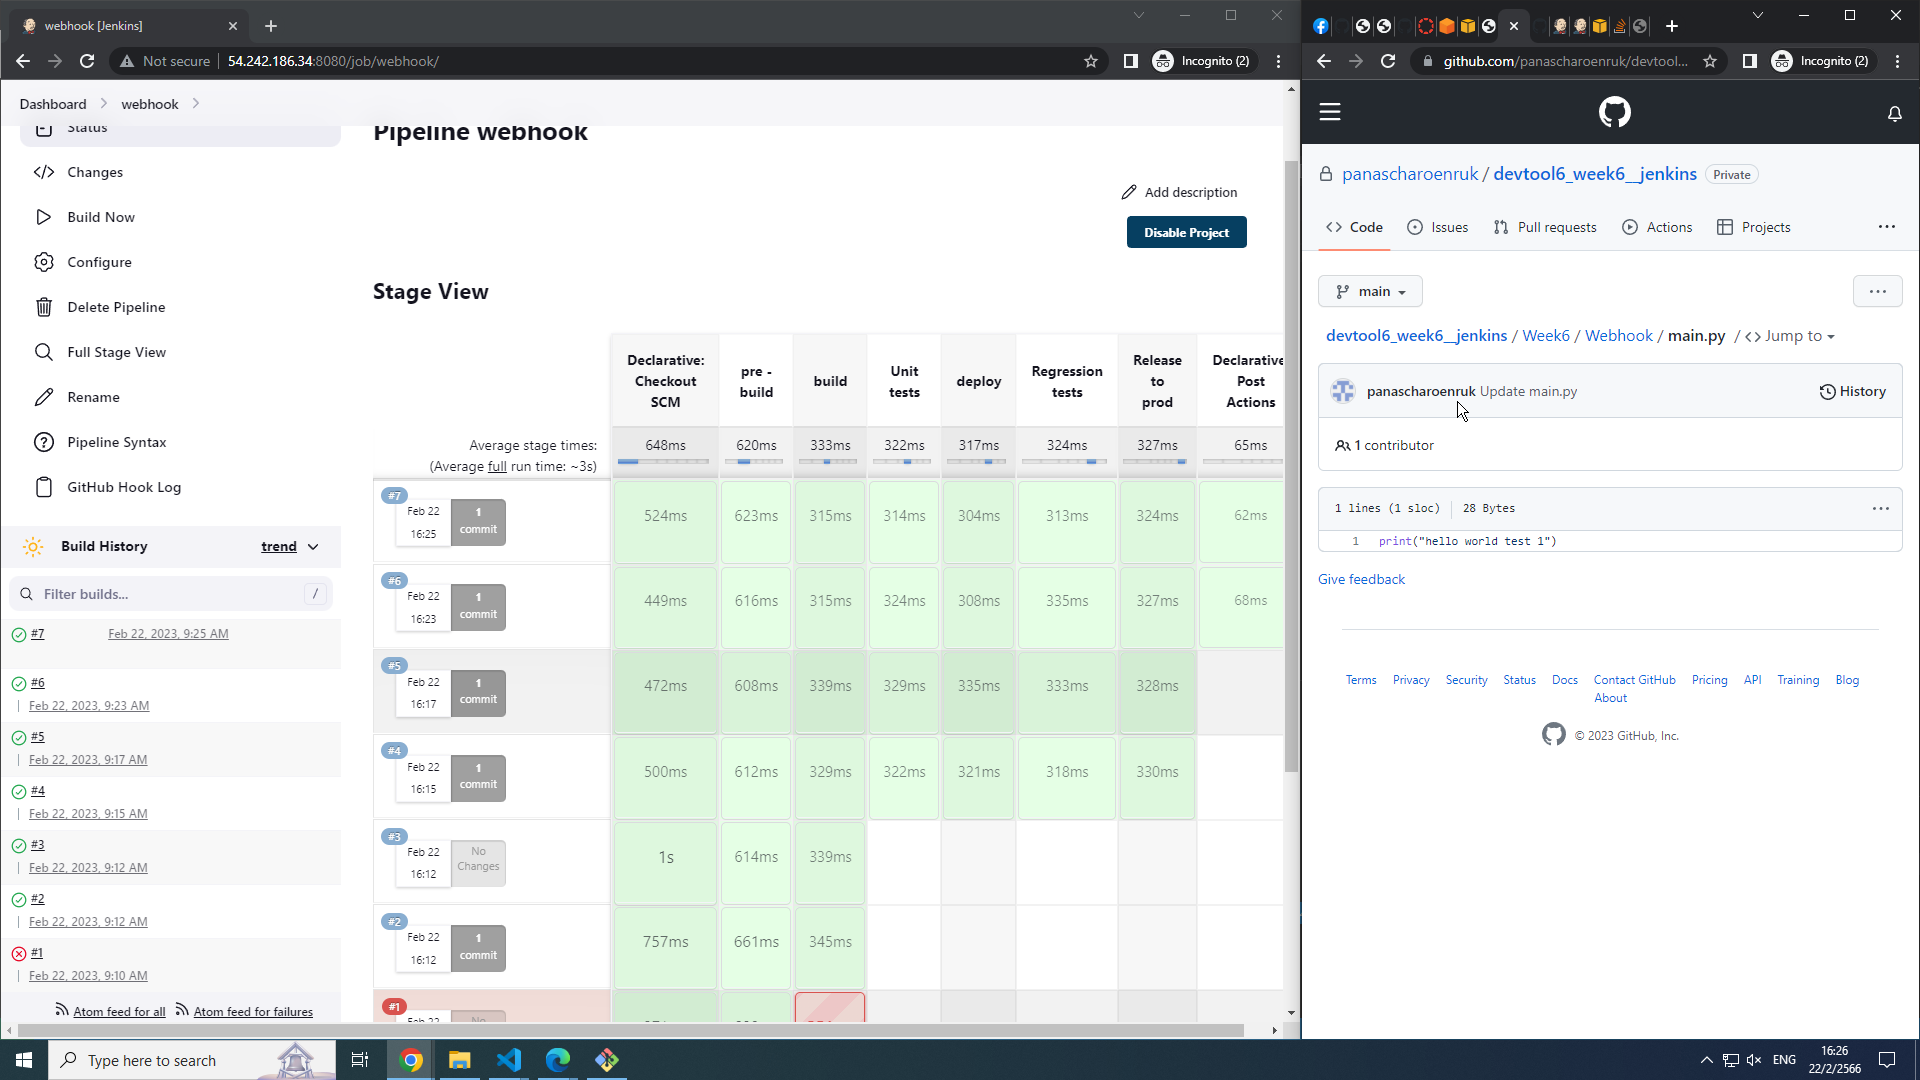 webhook [Jenkins]
Not secure
54.242.186.34:8080/job/webhook/
Incognito (2)
Dashboard
webhook
Status
Changes
Build Now
Configure
Delete Pipeline
Full Stage View
Rename
Pipeline Syntax
GitHub Hook Log
Build History
trend
Filter builds...
/
#7
Feb 22, 2023, 9:25 AM
#6
Feb 22, 2023, 9:23 AM
#5
Feb 22, 2023, 9:17 AM
#4
Feb 22, 2023, 9:15 AM
#3
Feb 22, 2023, 9:12 AM
#2
Feb 22, 2023, 9:12 AM
#1
Feb 22, 2023, 9:10 AM
Atom feed for all
Atom feed for failures
Pipeline webhook
Add description
Disable Project
Stage View
Declarative: Checkout SCM
pre - build
build
Unit tests
deploy
Regression tests
Release to prod
Declarative Post Actions
Average stage times:
(Average full run time: ~3s)
648ms 620ms 333ms 322ms 317ms 324ms 327ms 65ms
#7
Feb 22 16:25
1 commit
524ms 623ms 315ms 314ms 304ms 313ms 324ms 62ms
#6
Feb 22 16:23
1 commit
449ms 616ms 315ms 324ms 308ms 335ms 327ms 68ms
#5
Feb 22 16:17
1 commit
472ms 608ms 339ms 329ms 335ms 333ms 328ms
#4
Feb 22 16:15
1 commit
500ms 612ms 329ms 322ms 321ms 318ms 330ms
#3
Feb 22 16:12
No Changes
1s 614ms 339ms
#2
Feb 22 16:12
1 commit
757ms 661ms 345ms
#1
Feb 22
No
github.com/panascharoenruk/devtool...
Incognito (2)
panascharoenruk / devtool6_week6__jenkins
Private
Code
Issues
Pull requests
Actions
Projects
main
devtool6_week6__jenkins / Week6 / Webhook / main.py / <> Jump to
panascharoenruk Update main.py
History
1 contributor
1 lines (1 sloc)
28 Bytes
1 print("hello world test 1")
Give feedback
Terms Privacy Security Status Docs Contact GitHub Pricing API Training Blog
About
© 2023 GitHub, Inc.
Type here to search
ENG
16:26
22/2/2566